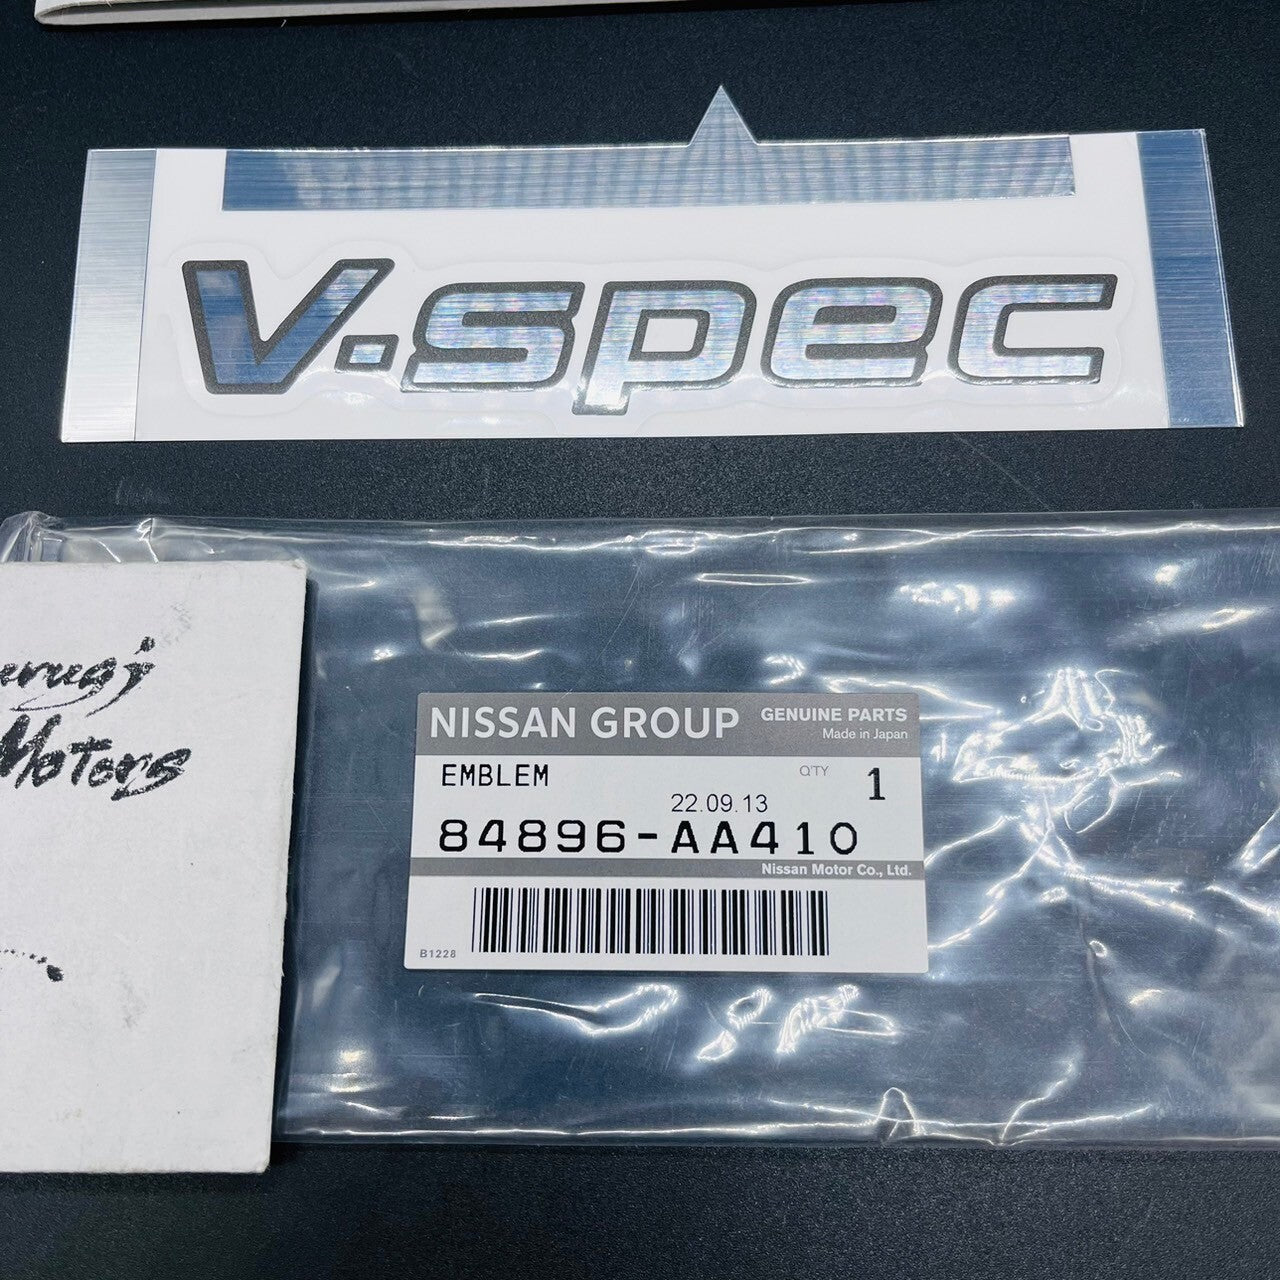 V·spec
Motors
NISSAN GROUP GENUINE PARTS
Made in Japan
EMBLEM Q'TY 1
22.09.13
84896-AA410
Nissan Motor Co., Ltd.
B1228